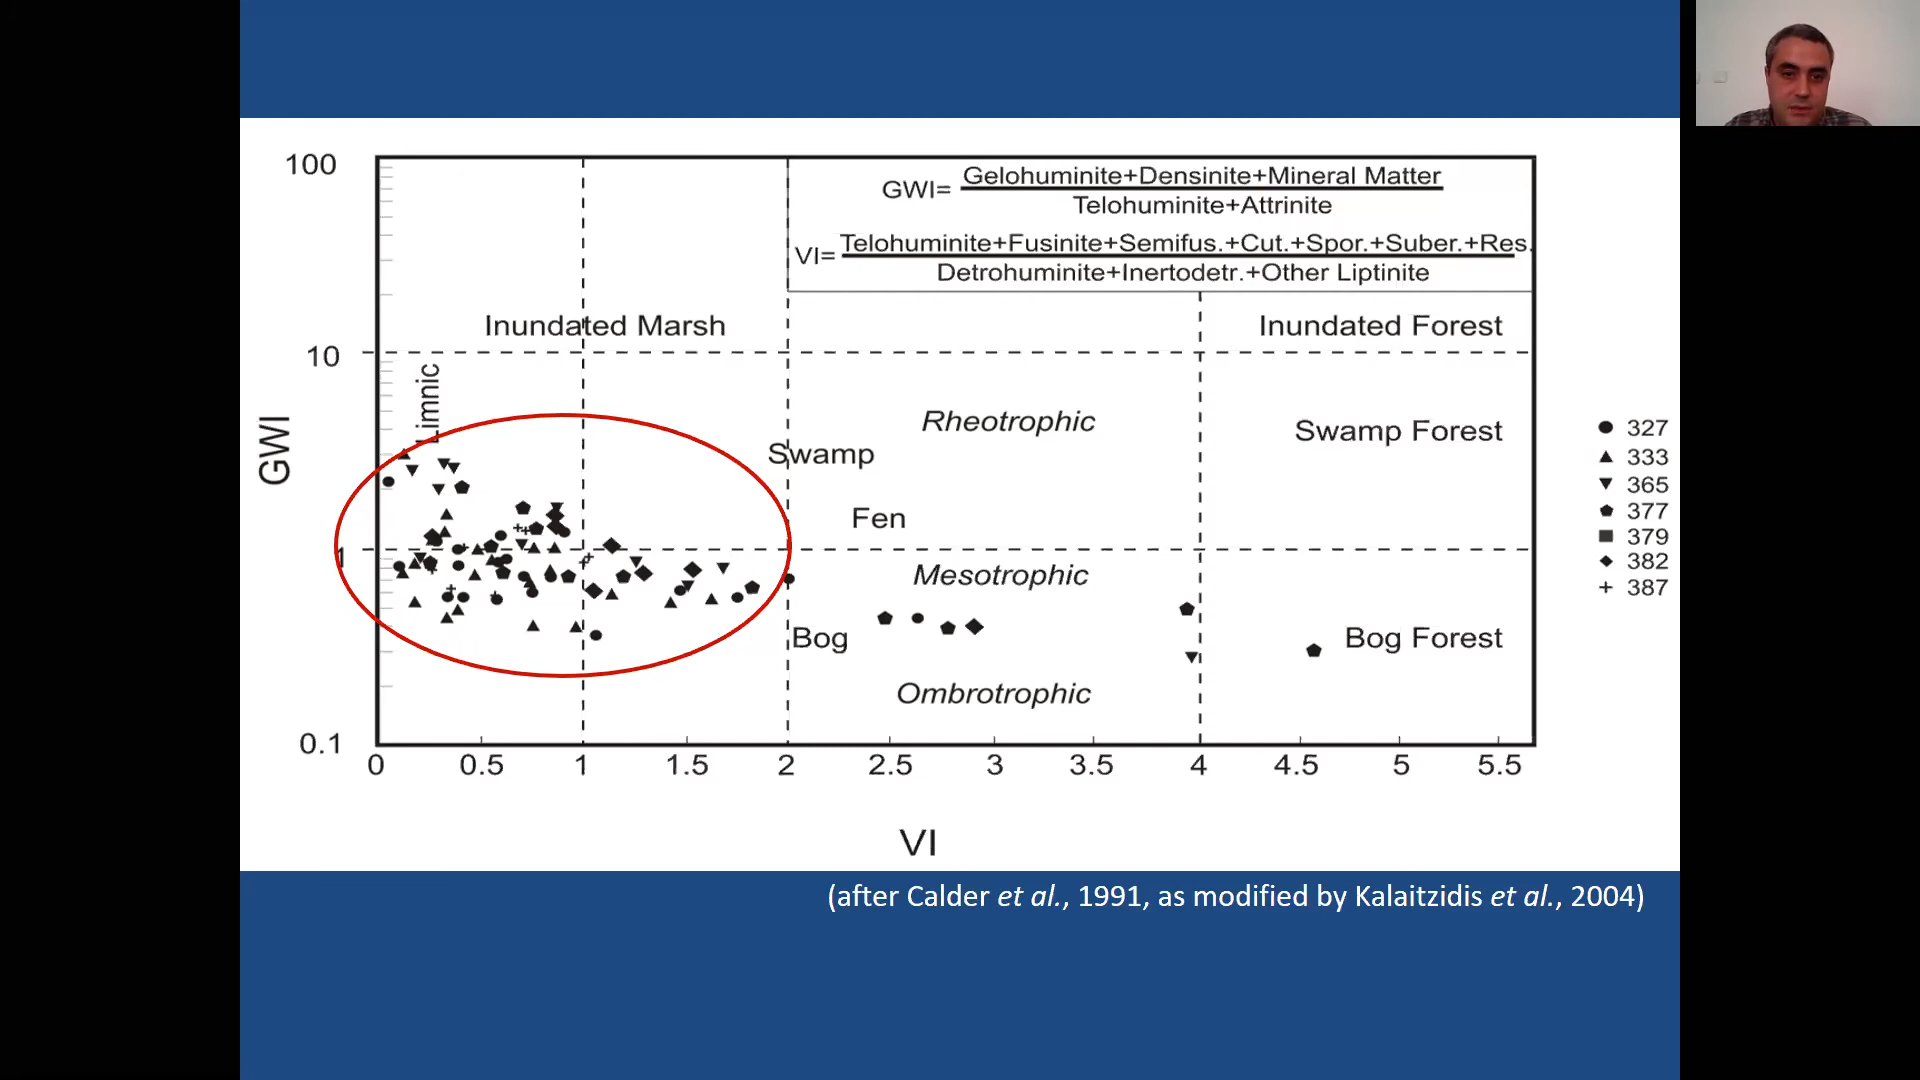 100
GWI=
Gelohuminite+Densinite+Mineral Matter
Telohuminite+Attrinite
VI=
Telohuminite+Fusinite+Semifus.+Cut.+Spor.+Suber.+Res.
Detrohuminite+Inertodetr.+Other Liptinite
Inundated Marsh
Inundated Forest
10
Limnic
GWI
Rheotrophic
Swamp Forest
Swamp
Fen
1
Mesotrophic
Bog
Bog Forest
Ombrotrophic
0.1
0 0.5 1 1.5 2 2.5 3 3.5 4 4.5 5 5.5
VI
327
333
365
377
379
382
387
(after Calder et al., 1991, as modified by Kalaitzidis et al., 2004)